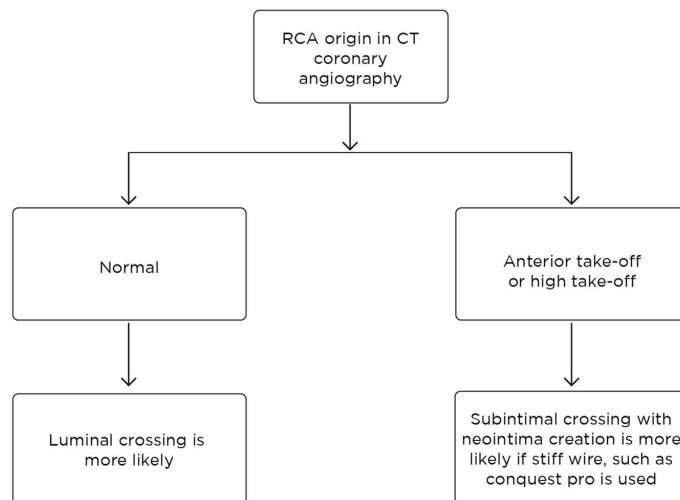 RCA origin in CT
coronary
angiography
Normal
Anterior take-off
or high take-off
Luminal crossing is
more likely
Subintimal crossing with
neointima creation is more
likely if stiff wire, such as
conquest pro is used